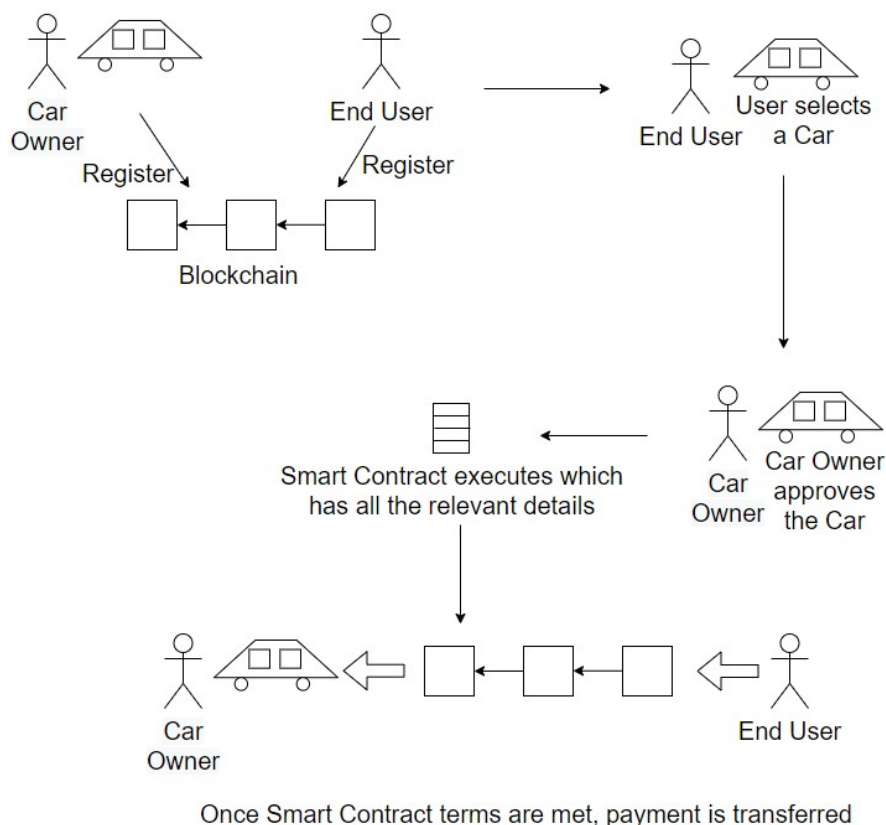 Car
Owner
End User
Register
Register
Blockchain
End User
User selects
a Car
Car
Owner
Car Owner
approves
the Car
Smart Contract executes which
has all the relevant details
Car
Owner
End User
Once Smart Contract terms are met, payment is transferred